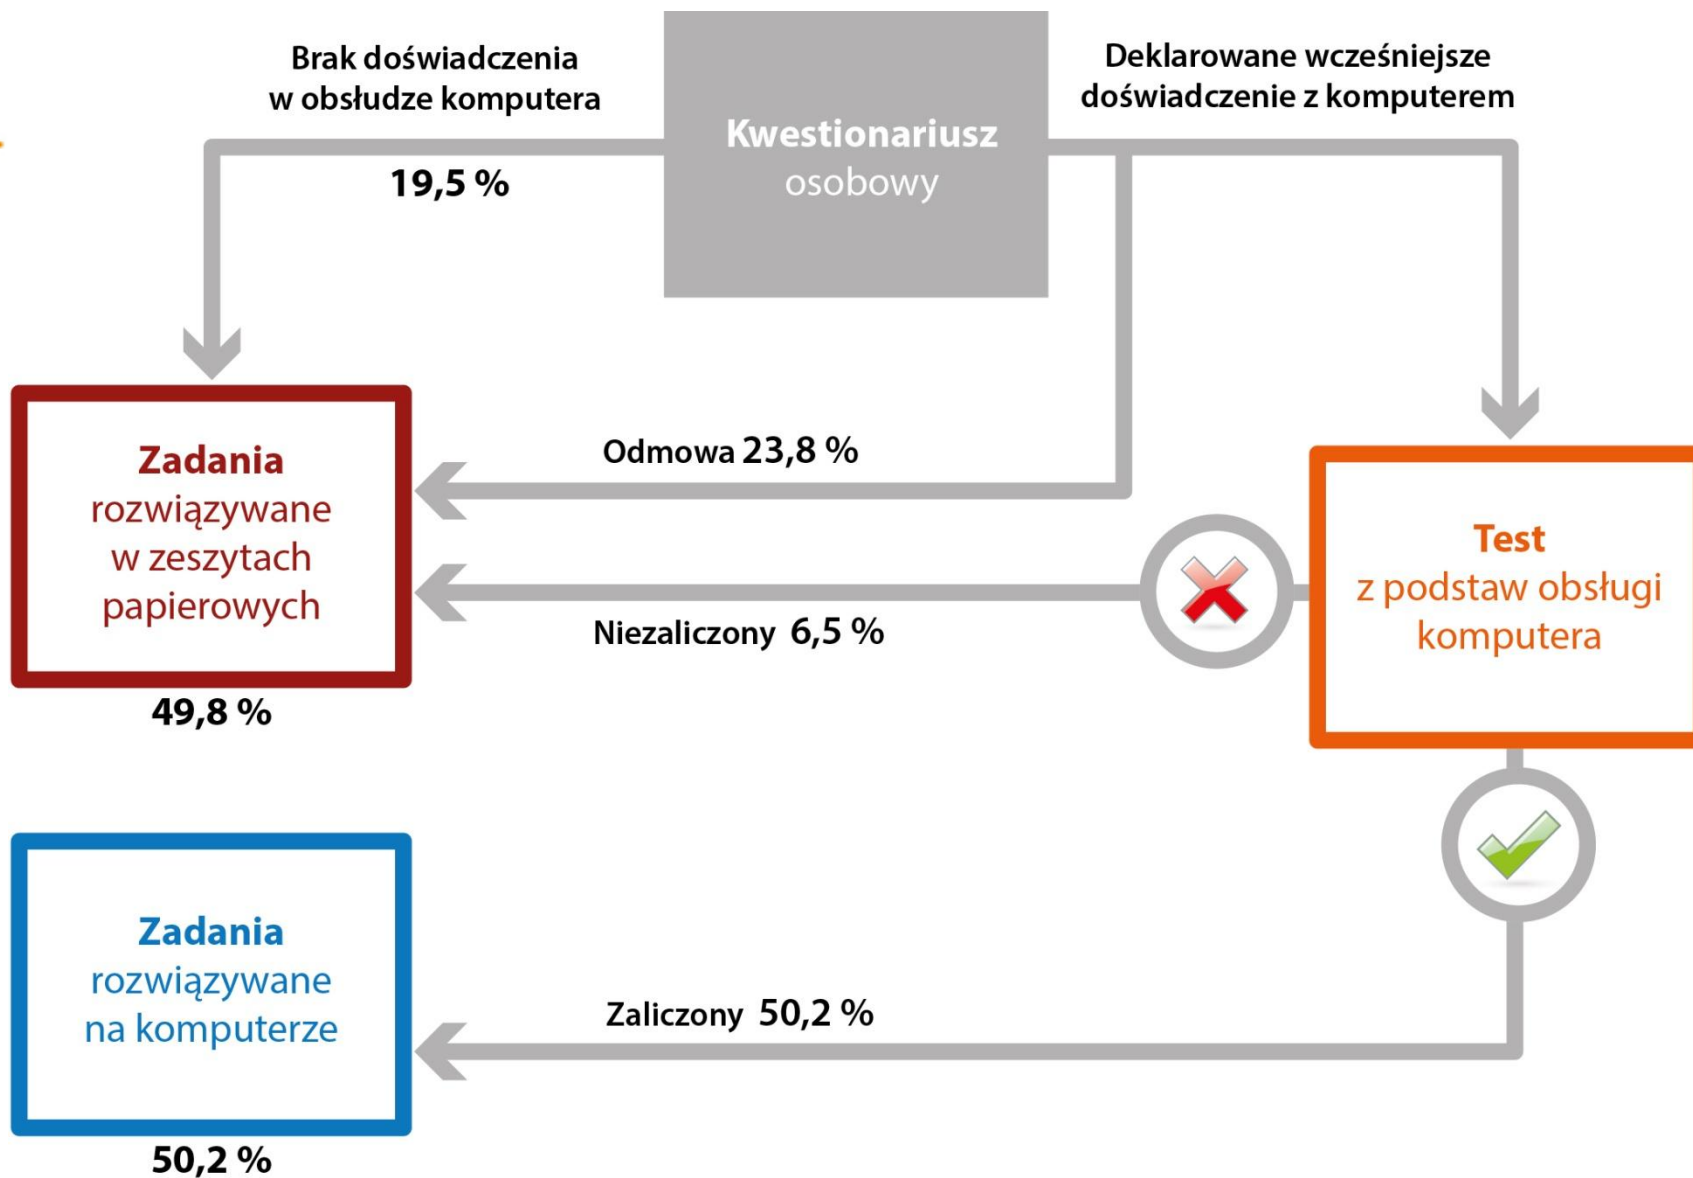 Brak doświadczenia
w obsłudze komputera
19,5 %
Kwestionariusz
osobowy
Deklarowane wcześniejsze
doświadczenie z komputerem
Zadania
rozwiązywane
w zeszytach
papierowych
49,8 %
Odmowa 23,8 %
Niezaliczony 6,5 %
Test
z podstaw obsługi
komputera
Zadania
rozwiązywane
na komputerze
50,2 %
Zaliczony 50,2 %